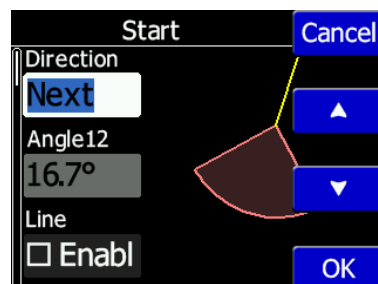 Start
Cancel
Direction
Next
Angle12
16.7°
Line
Enabl
OK